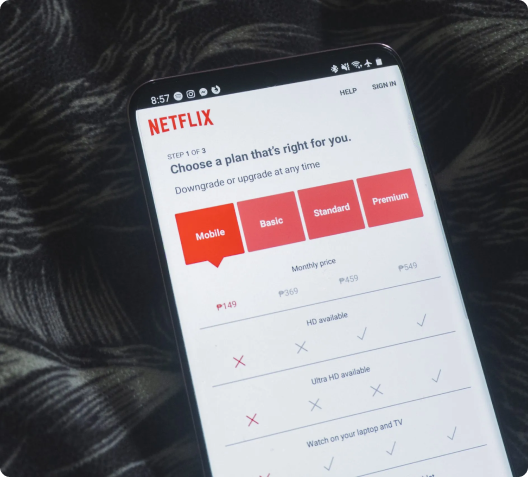 8:57
HELP SIGN IN
NETFLIX
STEP 1 OF 3
Choose a plan that's right for you.
Downgrade or upgrade at any time
Mobile Basic Standard Premium
Monthly price
₱149 ₱369 ₱459 ₱549
HD available
Ultra HD available
Watch on your laptop and TV